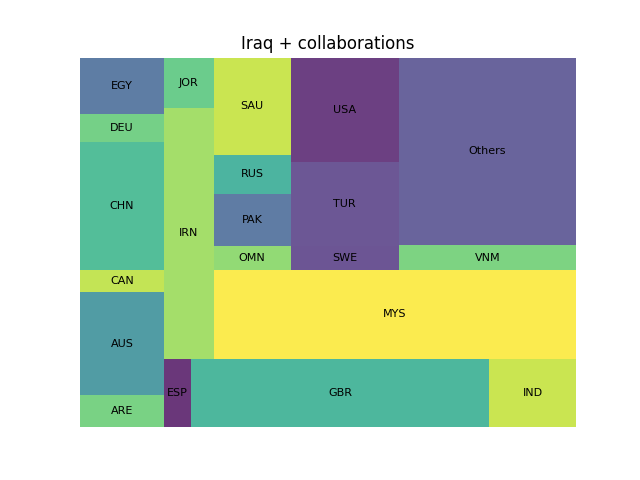 Iraq + collaborations
EGY
JOR
SAU
USA
Others
DEU
RUS
CHN
IRN
PAK
TUR
OMN
SWE
VNM
CAN
MYS
AUS
ESP
GBR
IND
ARE